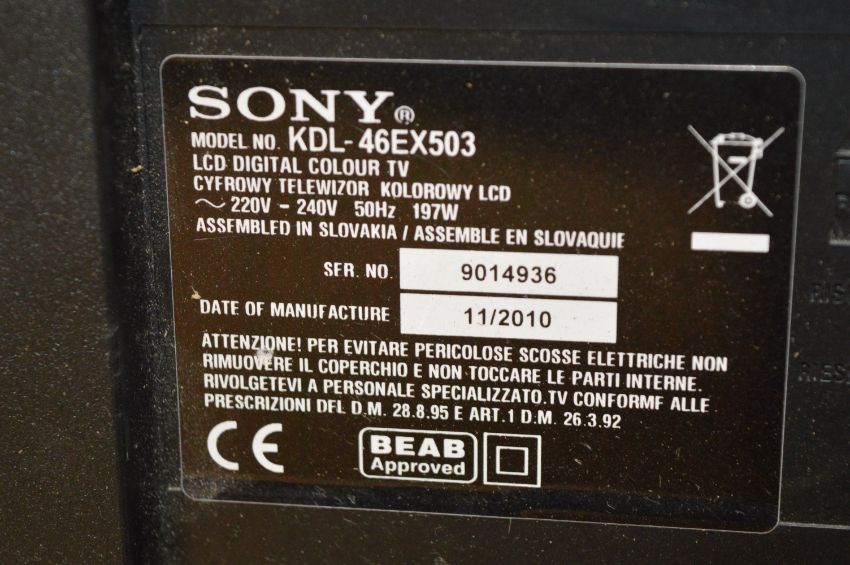 SONY®
MODEL NO. KDL-46EX503
LCD DIGITAL COLOUR TV
CYFROWY TELEWIZOR KOLOROWY LCD
~ 220V - 240V 50Hz 197W
ASSEMBLED IN SLOVAKIA / ASSEMBLE EN SLOVAQUIE
SER. NO. 9014936
DATE OF MANUFACTURE 11/2010
ATTENZIONE! PER EVITARE PERICOLOSE SCOSSE ELETTRICHE NON
RIMUOVERE IL COPERCHIO E NON TOCCARE LE PARTI INTERNE.
RIVOLGETEVI A PERSONALE SPECIALIZZATO.TV CONFORME ALLE
PRESCRIZIONI DEL D.M. 28.8.95 E ART.1 D.M. 26.3.92
CE
BEAB
Approved